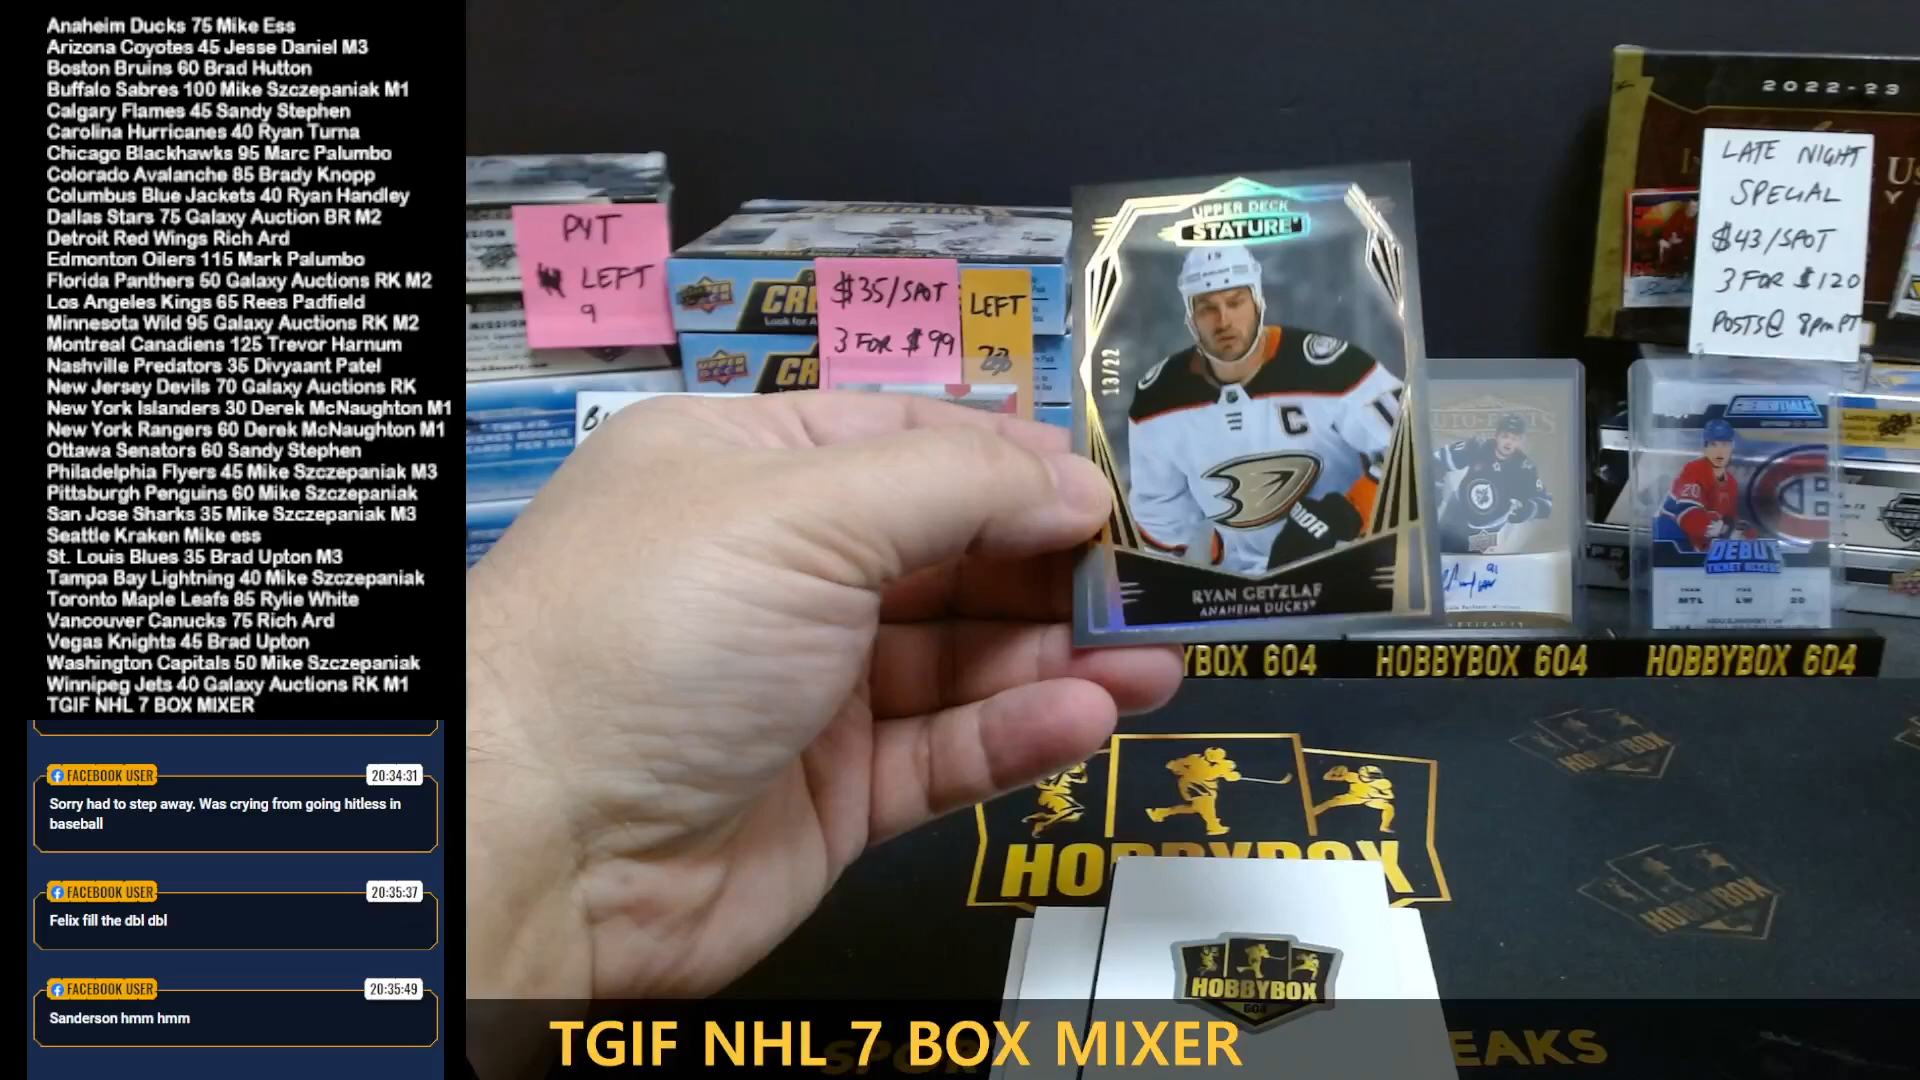 Anaheim Ducks 75 Mike Ess
Arizona Coyotes 45 Jesse Daniel M3
Boston Bruins 60 Brad Hutton
Buffalo Sabres 100 Mike Szczepaniak M1
Calgary Flames 45 Sandy Stephen
Carolina Hurricanes 40 Ryan Turna
Chicago Blackhawks 95 Marc Palumbo
Colorado Avalanche 85 Brady Knopp
Columbus Blue Jackets 40 Ryan Handley
Dallas Stars 75 Galaxy Auction BR M2
Detroit Red Wings Rich Ard
Edmonton Oilers 115 Mark Palumbo
Florida Panthers 50 Galaxy Auctions RK M2
Los Angeles Kings 65 Rees Padfield
Minnesota Wild 95 Galaxy Auctions RK M2
Montreal Canadiens 125 Trevor Harnum
Nashville Predators 35 Divyaant Patel
New Jersey Devils 70 Galaxy Auctions RK
New York Islanders 30 Derek McNaughton M1
New York Rangers 60 Derek McNaughton M1
Ottawa Senators 60 Sandy Stephen
Philadelphia Flyers 45 Mike Szczepaniak M3
Pittsburgh Penguins 60 Mike Szczepaniak
San Jose Sharks 35 Mike Szczepaniak M3
Seattle Kraken Mike ess
St. Louis Blues 35 Brad Upton M3
Tampa Bay Lightning 40 Mike Szczepaniak
Toronto Maple Leafs 85 Rylie White
Vancouver Canucks 75 Rich Ard
Vegas Knights 45 Brad Upton
Washington Capitals 50 Mike Szczepaniak
Winnipeg Jets 40 Galaxy Auctions RK M1
TGIF NHL 7 BOX MIXER
FACEBOOK USER 20:34:31
Sorry had to step away. Was crying from going hitless in
baseball
FACEBOOK USER 20:35:37
Felix fill the dbl dbl
FACEBOOK USER 20:35:49
Sanderson hmm hmm
PYT
LEFT
9
$35/SPOT
3 FOR $99
LEFT
UPPER DECK
STATURE
13/22
C
RYAN GETZLAF
ANAHEIM DUCKS
2022-23
LATE NIGHT
SPECIAL
$43/SPOT
3 FOR $120
POSTS@ 8pm PT
20
DEBUT
TICKET ACCESS
MTL LW 20
HOBBYBOX 604
HOBBYBOX 604
HOBBYBOX 604
HOBBYBOX
HOBBYBOX
HOBBYBOX
604
TGIF NHL 7 BOX MIXER